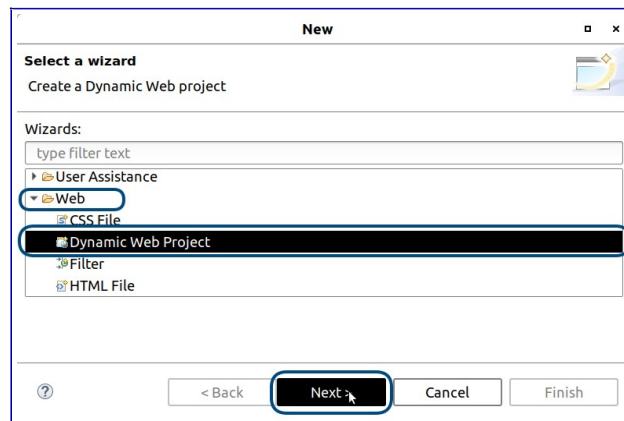 New
Select a wizard
Create a Dynamic Web project
Wizards:
type filter text
User Assistance
Web
CSS File
Dynamic Web Project
Filter
HTML File
? < Back Next > Cancel Finish